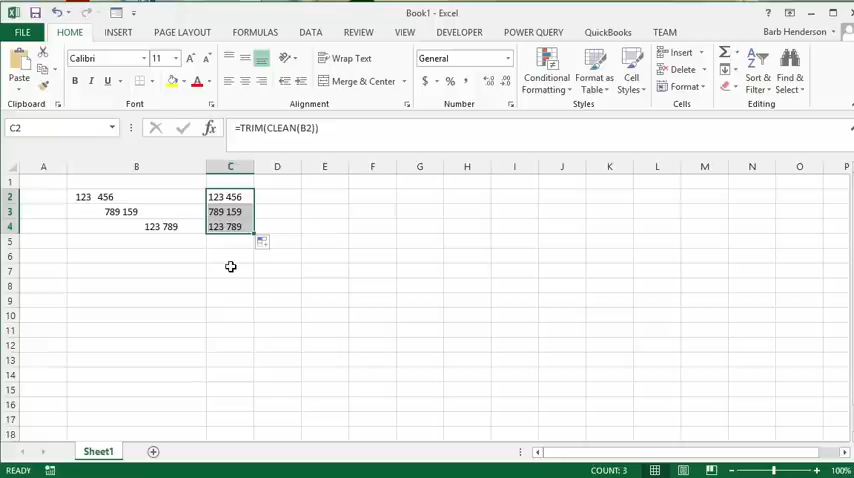 Book1 - Excel
FILE HOME INSERT PAGE LAYOUT FORMULAS DATA REVIEW VIEW DEVELOPER POWER QUERY QuickBooks TEAM Barb Henderson
Paste
Calibri 11
B I U
A A
Wrap Text
Merge & Center
General
$ % , .00 .00
Conditional Formatting
Format as Table
Cell Styles
Insert
Delete
Format
Sort & Filter
Find & Select
Clipboard Font Alignment Number Styles Cells Editing
C2 fx =TRIM(CLEAN(B2))
A B C D E F G H I J K L M N O P
1
2 123 456 123 456
3 789 159 789 159
4 123 789 123 789
5
6
7
8
9
10
11
12
13
14
15
16
17
18
Sheet1
READY COUNT: 3 100%